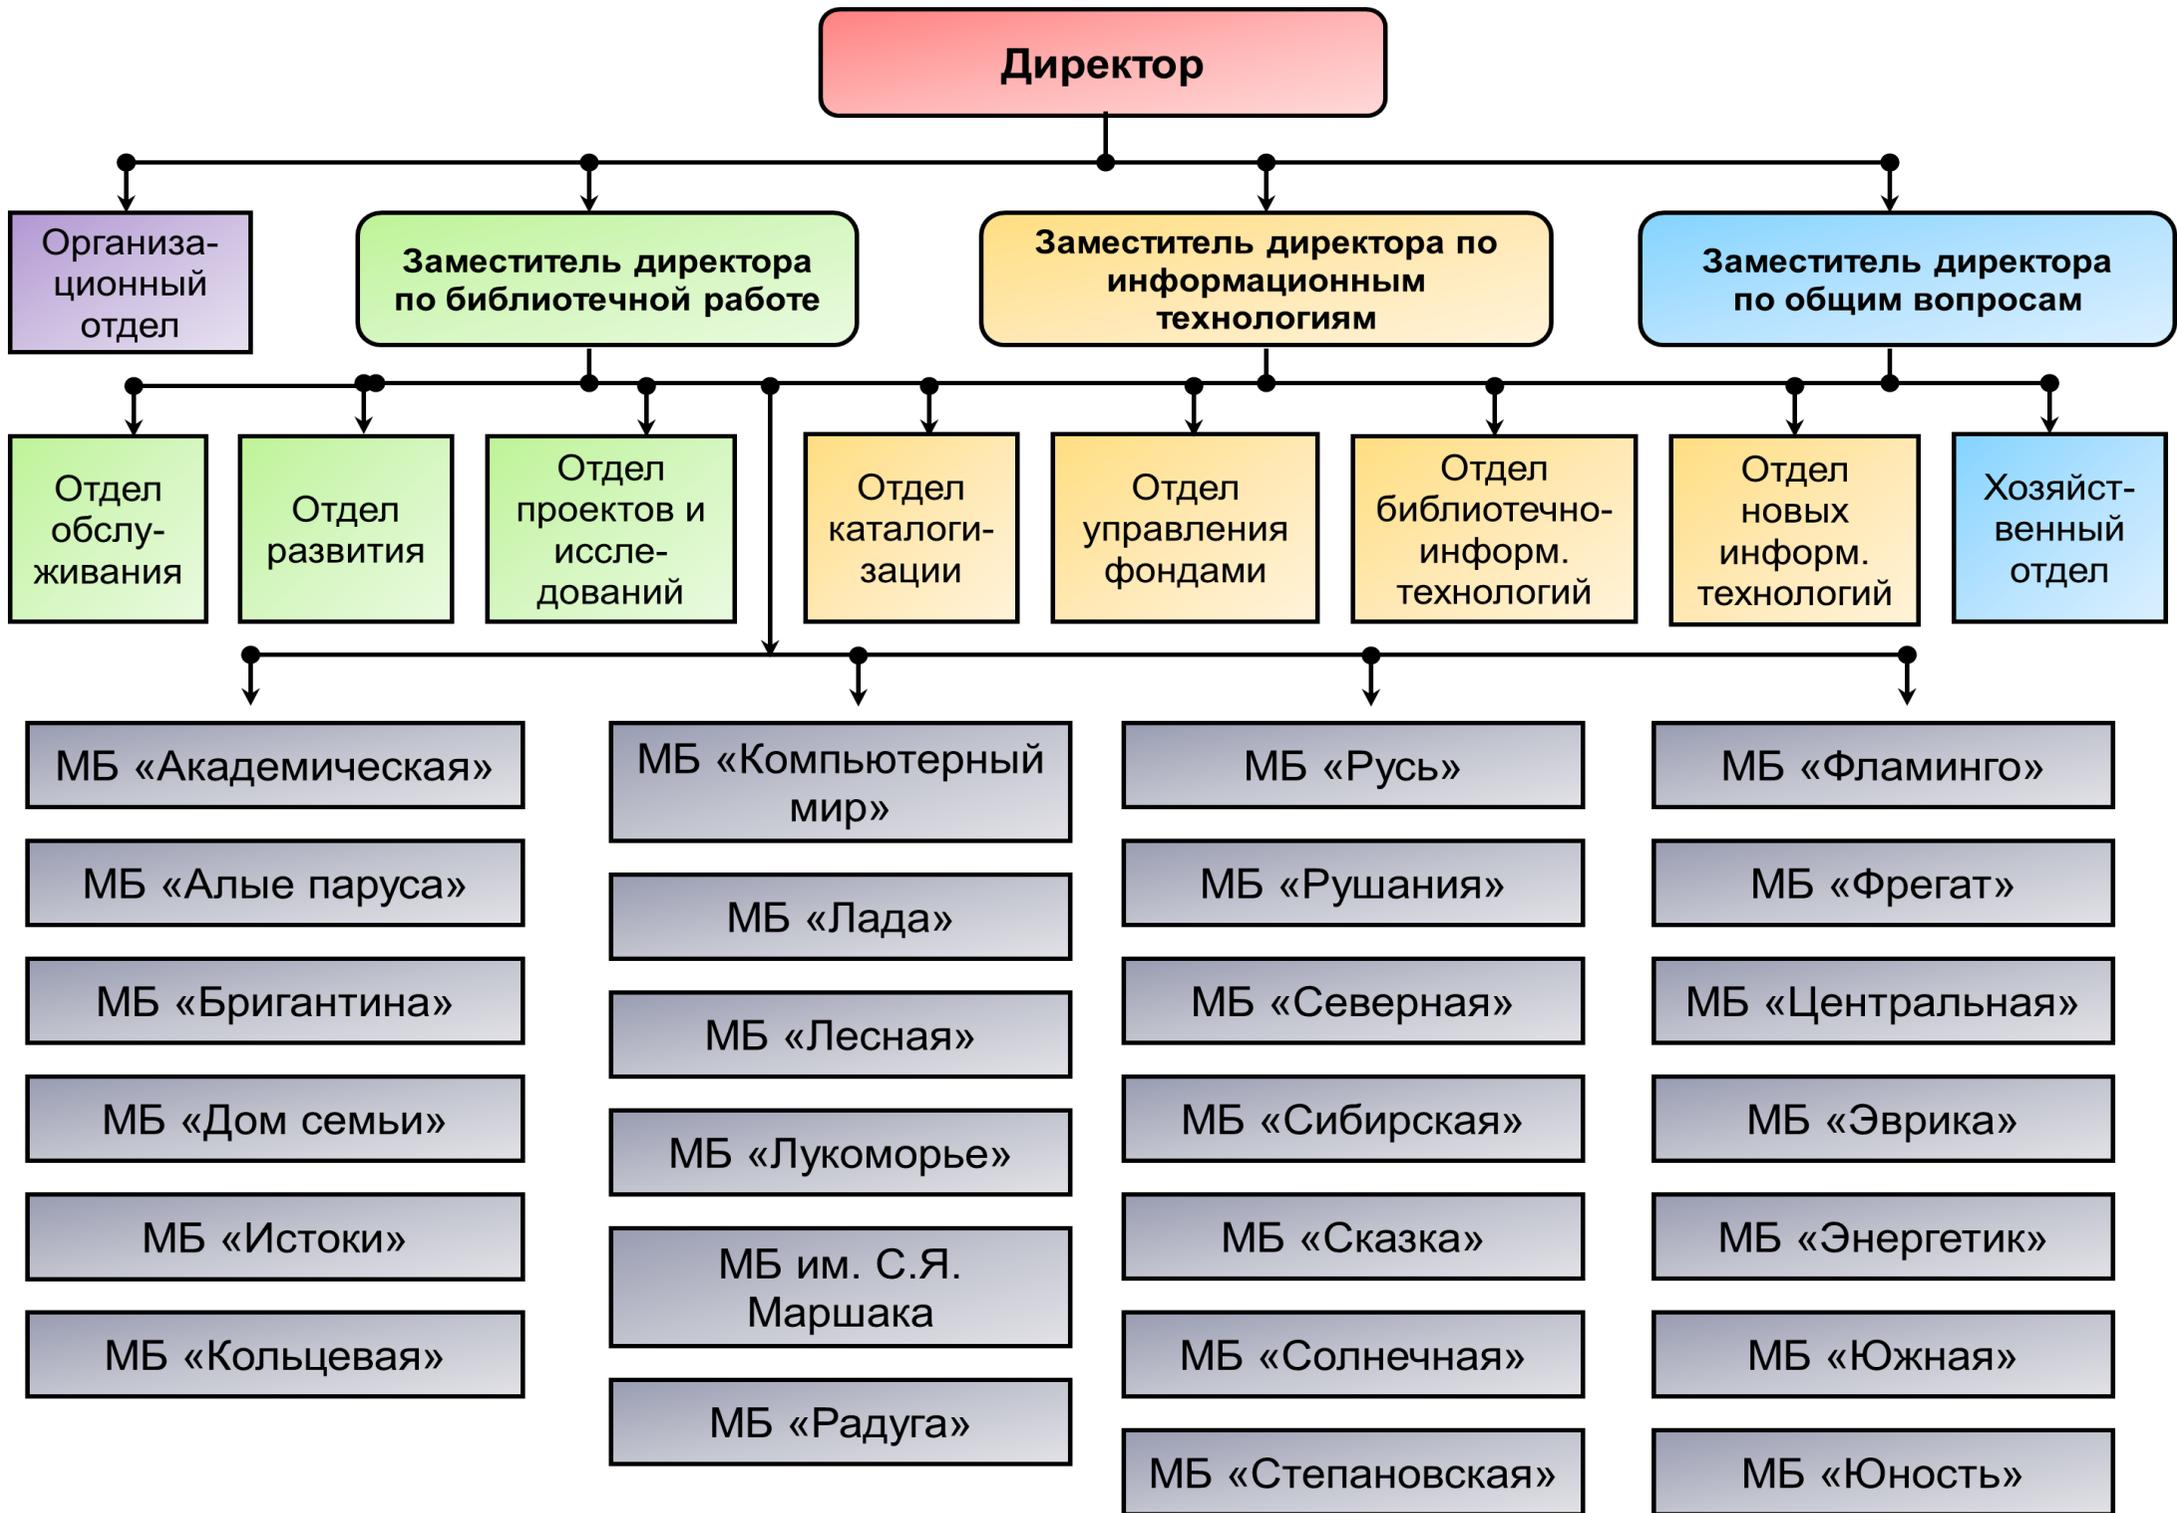 Директор
Организа-
ционный
отдел
Заместитель директора
по библиотечной работе
Заместитель директора по
информационным
технологиям
Заместитель директора
по общим вопросам
Отдел
обслу-
живания
Отдел
развития
Отдел
проектов и
иссле-
дований
Отдел
каталоги-
зации
Отдел
управления
фондами
Отдел
библиотечно-
информ.
технологий
Отдел
новых
информ.
технологий
Хозяйст-
венный
отдел
МБ «Академическая»
МБ «Алые паруса»
МБ «Бригантина»
МБ «Дом семьи»
МБ «Истоки»
МБ «Кольцевая»
МБ «Компьютерный
мир»
МБ «Лада»
МБ «Лесная»
МБ «Лукоморье»
МБ им. С.Я.
Маршака
МБ «Радуга»
МБ «Русь»
МБ «Рушания»
МБ «Северная»
МБ «Сибирская»
МБ «Сказка»
МБ «Солнечная»
МБ «Степановская»
МБ «Фламинго»
МБ «Фрегат»
МБ «Центральная»
МБ «Эврика»
МБ «Энергетик»
МБ «Южная»
МБ «Юность»